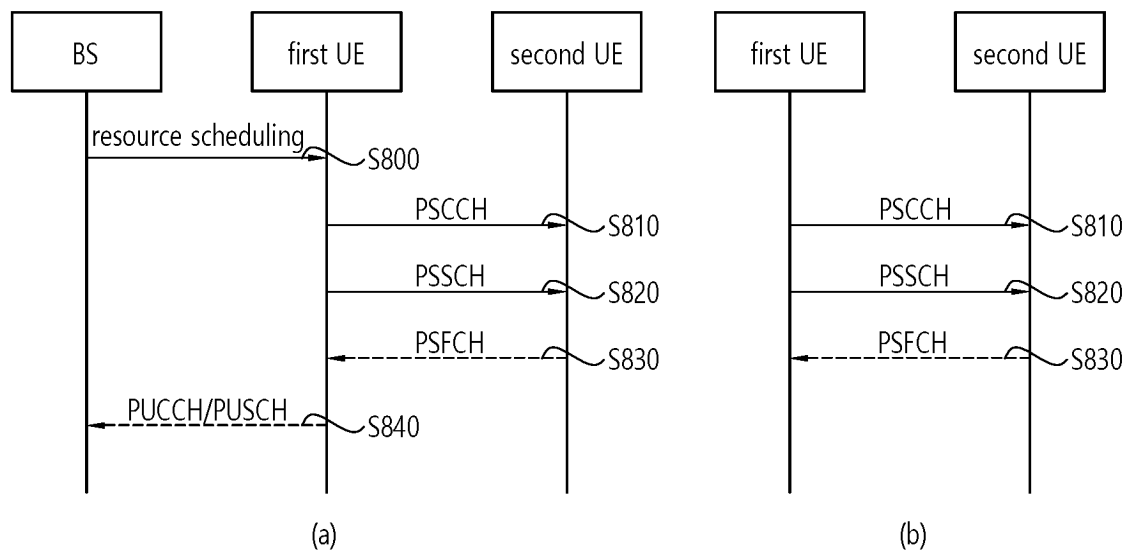 BS
first UE
second UE
resource scheduling
S800
PSCCH
S810
PSSCH
S820
PSFCH
S830
PUCCH/PUSCH
S840
(a)
first UE
second UE
PSCCH
S810
PSSCH
S820
PSFCH
S830
(b)